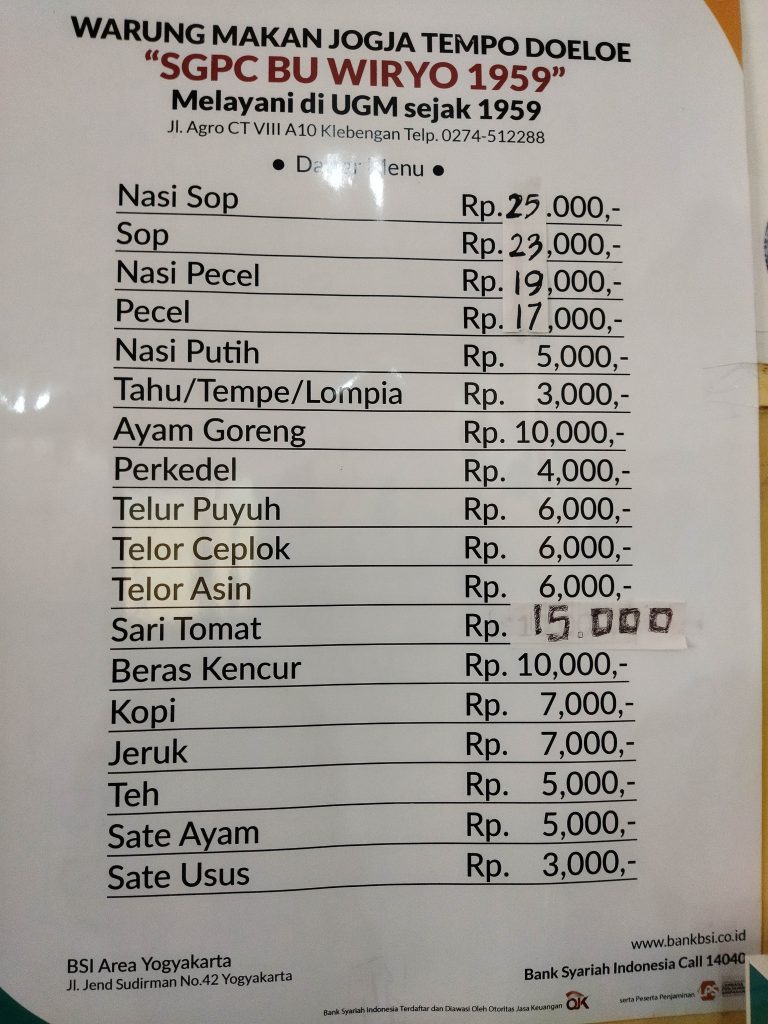 WARUNG MAKAN JOGJA TEMPO DOELOE
“SGPC BU WIRYO 1959”
Melayani di UGM sejak 1959
Jl. Agro CT VIII A10 Klebengan Telp. 0274-512288
● Daftar Menu ●
Nasi Sop Rp.25.000,-
Sop Rp.23,000,-
Nasi Pecel Rp.19,000,-
Pecel Rp.17,000,-
Nasi Putih Rp. 5,000,-
Tahu/Tempe/Lompia Rp. 3,000,-
Ayam Goreng Rp. 10,000,-
Perkedel Rp. 4,000,-
Telur Puyuh Rp. 6,000,-
Telor Ceplok Rp. 6,000,-
Telor Asin Rp. 6,000,-
Sari Tomat Rp. 15.000
Beras Kencur Rp. 10,000,-
Kopi Rp. 7,000,-
Jeruk Rp. 7,000,-
Teh Rp. 5,000,-
Sate Ayam Rp. 5,000,-
Sate Usus Rp. 3,000,-
www.bankbsi.co.id
BSI Area Yogyakarta
Bank Syariah Indonesia Call 14040
Jl. Jend Sudirman No.42 Yogyakarta
Bank Syariah Indonesia Terdaftar dan Diawasi Oleh Otoritas Jasa Keuangan OJK serta Peserta Penjaminan LPS